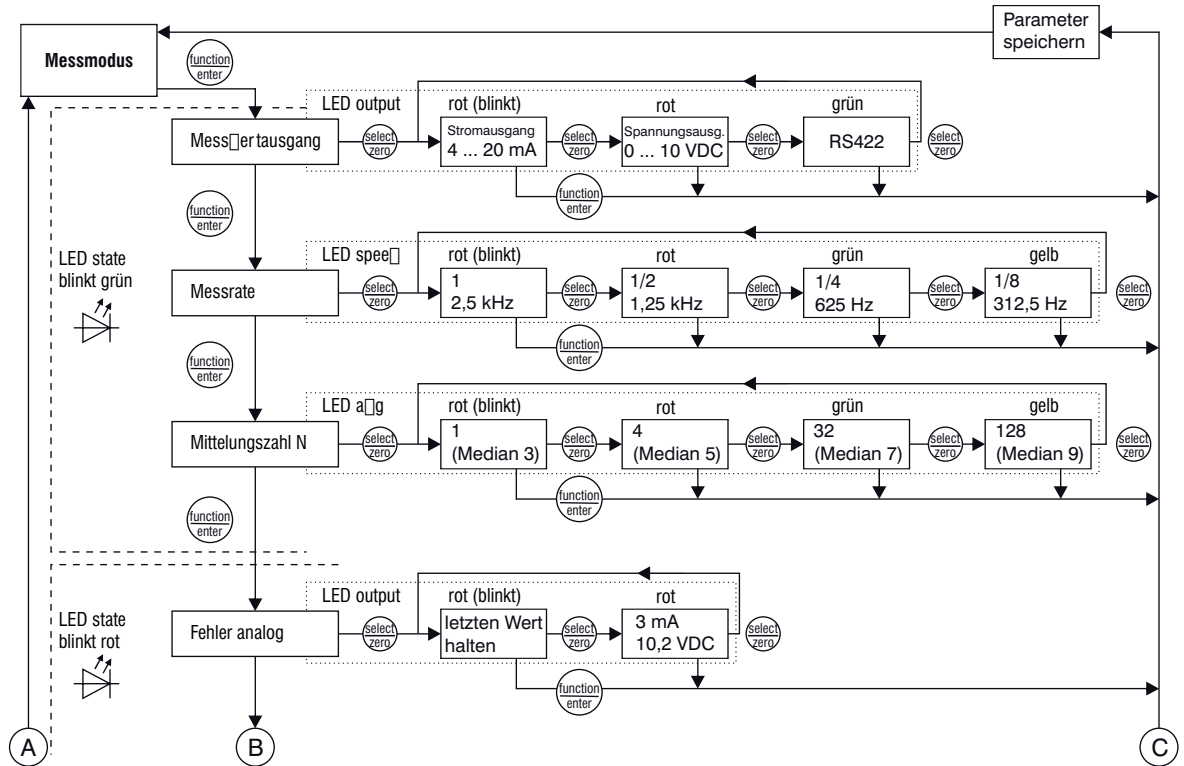 Parameter
speichern
Messmodus
function
enter
LED output
rot (blinkt)
rot
grün
Mess□ertausgang
select
zero
Stromausgang
4 ... 20 mA
select
zero
Spannungsausg.
0 ... 10 VDC
select
zero
RS422
select
zero
function
enter
function
enter
LED state
blinkt grün
LED spee□
rot (blinkt)
rot
grün
gelb
Messrate
select
zero
1
2,5 kHz
select
zero
1/2
1,25 kHz
select
zero
1/4
625 Hz
select
zero
1/8
312,5 Hz
select
zero
function
enter
function
enter
LED a□g
rot (blinkt)
rot
grün
gelb
Mittelungszahl N
select
zero
1
(Median 3)
select
zero
4
(Median 5)
select
zero
32
(Median 7)
select
zero
128
(Median 9)
select
zero
function
enter
function
enter
LED state
blinkt rot
LED output
rot (blinkt)
rot
Fehler analog
select
zero
letzten Wert
halten
select
zero
3 mA
10,2 VDC
select
zero
function
enter
A
B
C